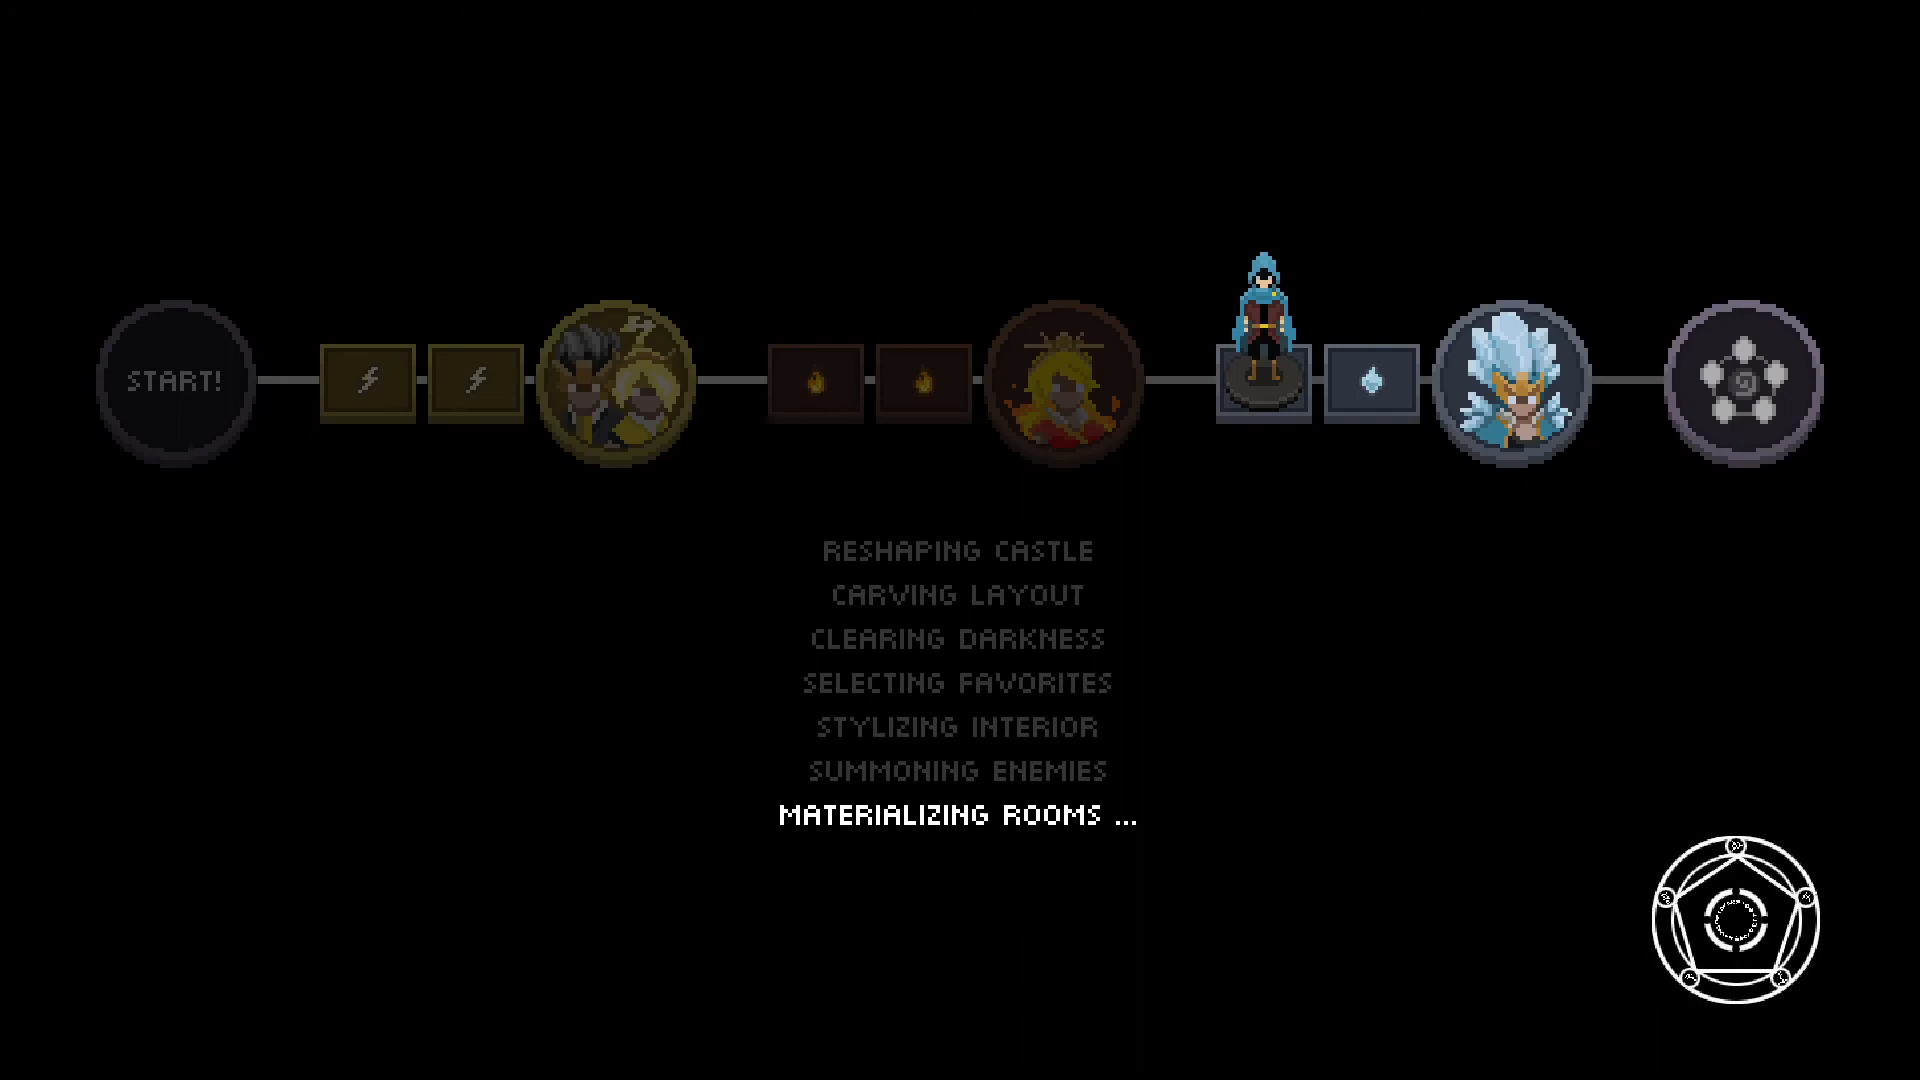 START!
RESHAPING CASTLE
CARVING LAYOUT
CLEARING DARKNESS
SELECTING FAVORITES
STYLIZING INTERIOR
SUMMONING ENEMIES
MATERIALIZING ROOMS ...